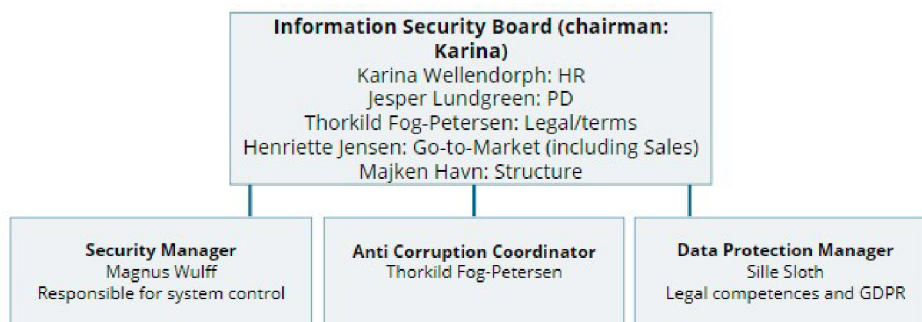 Information Security Board (chairman:
Karina)
Karina Wellendorph: HR
Jesper Lundgreen: PD
Thorkild Fog-Petersen: Legal/terms
Henriette Jensen: Go-to-Market (including Sales)
Majken Havn: Structure
Security Manager
Magnus Wulff
Responsible for system control
Anti Corruption Coordinator
Thorkild Fog-Petersen
Data Protection Manager
Sille Sloth
Legal competences and GDPR